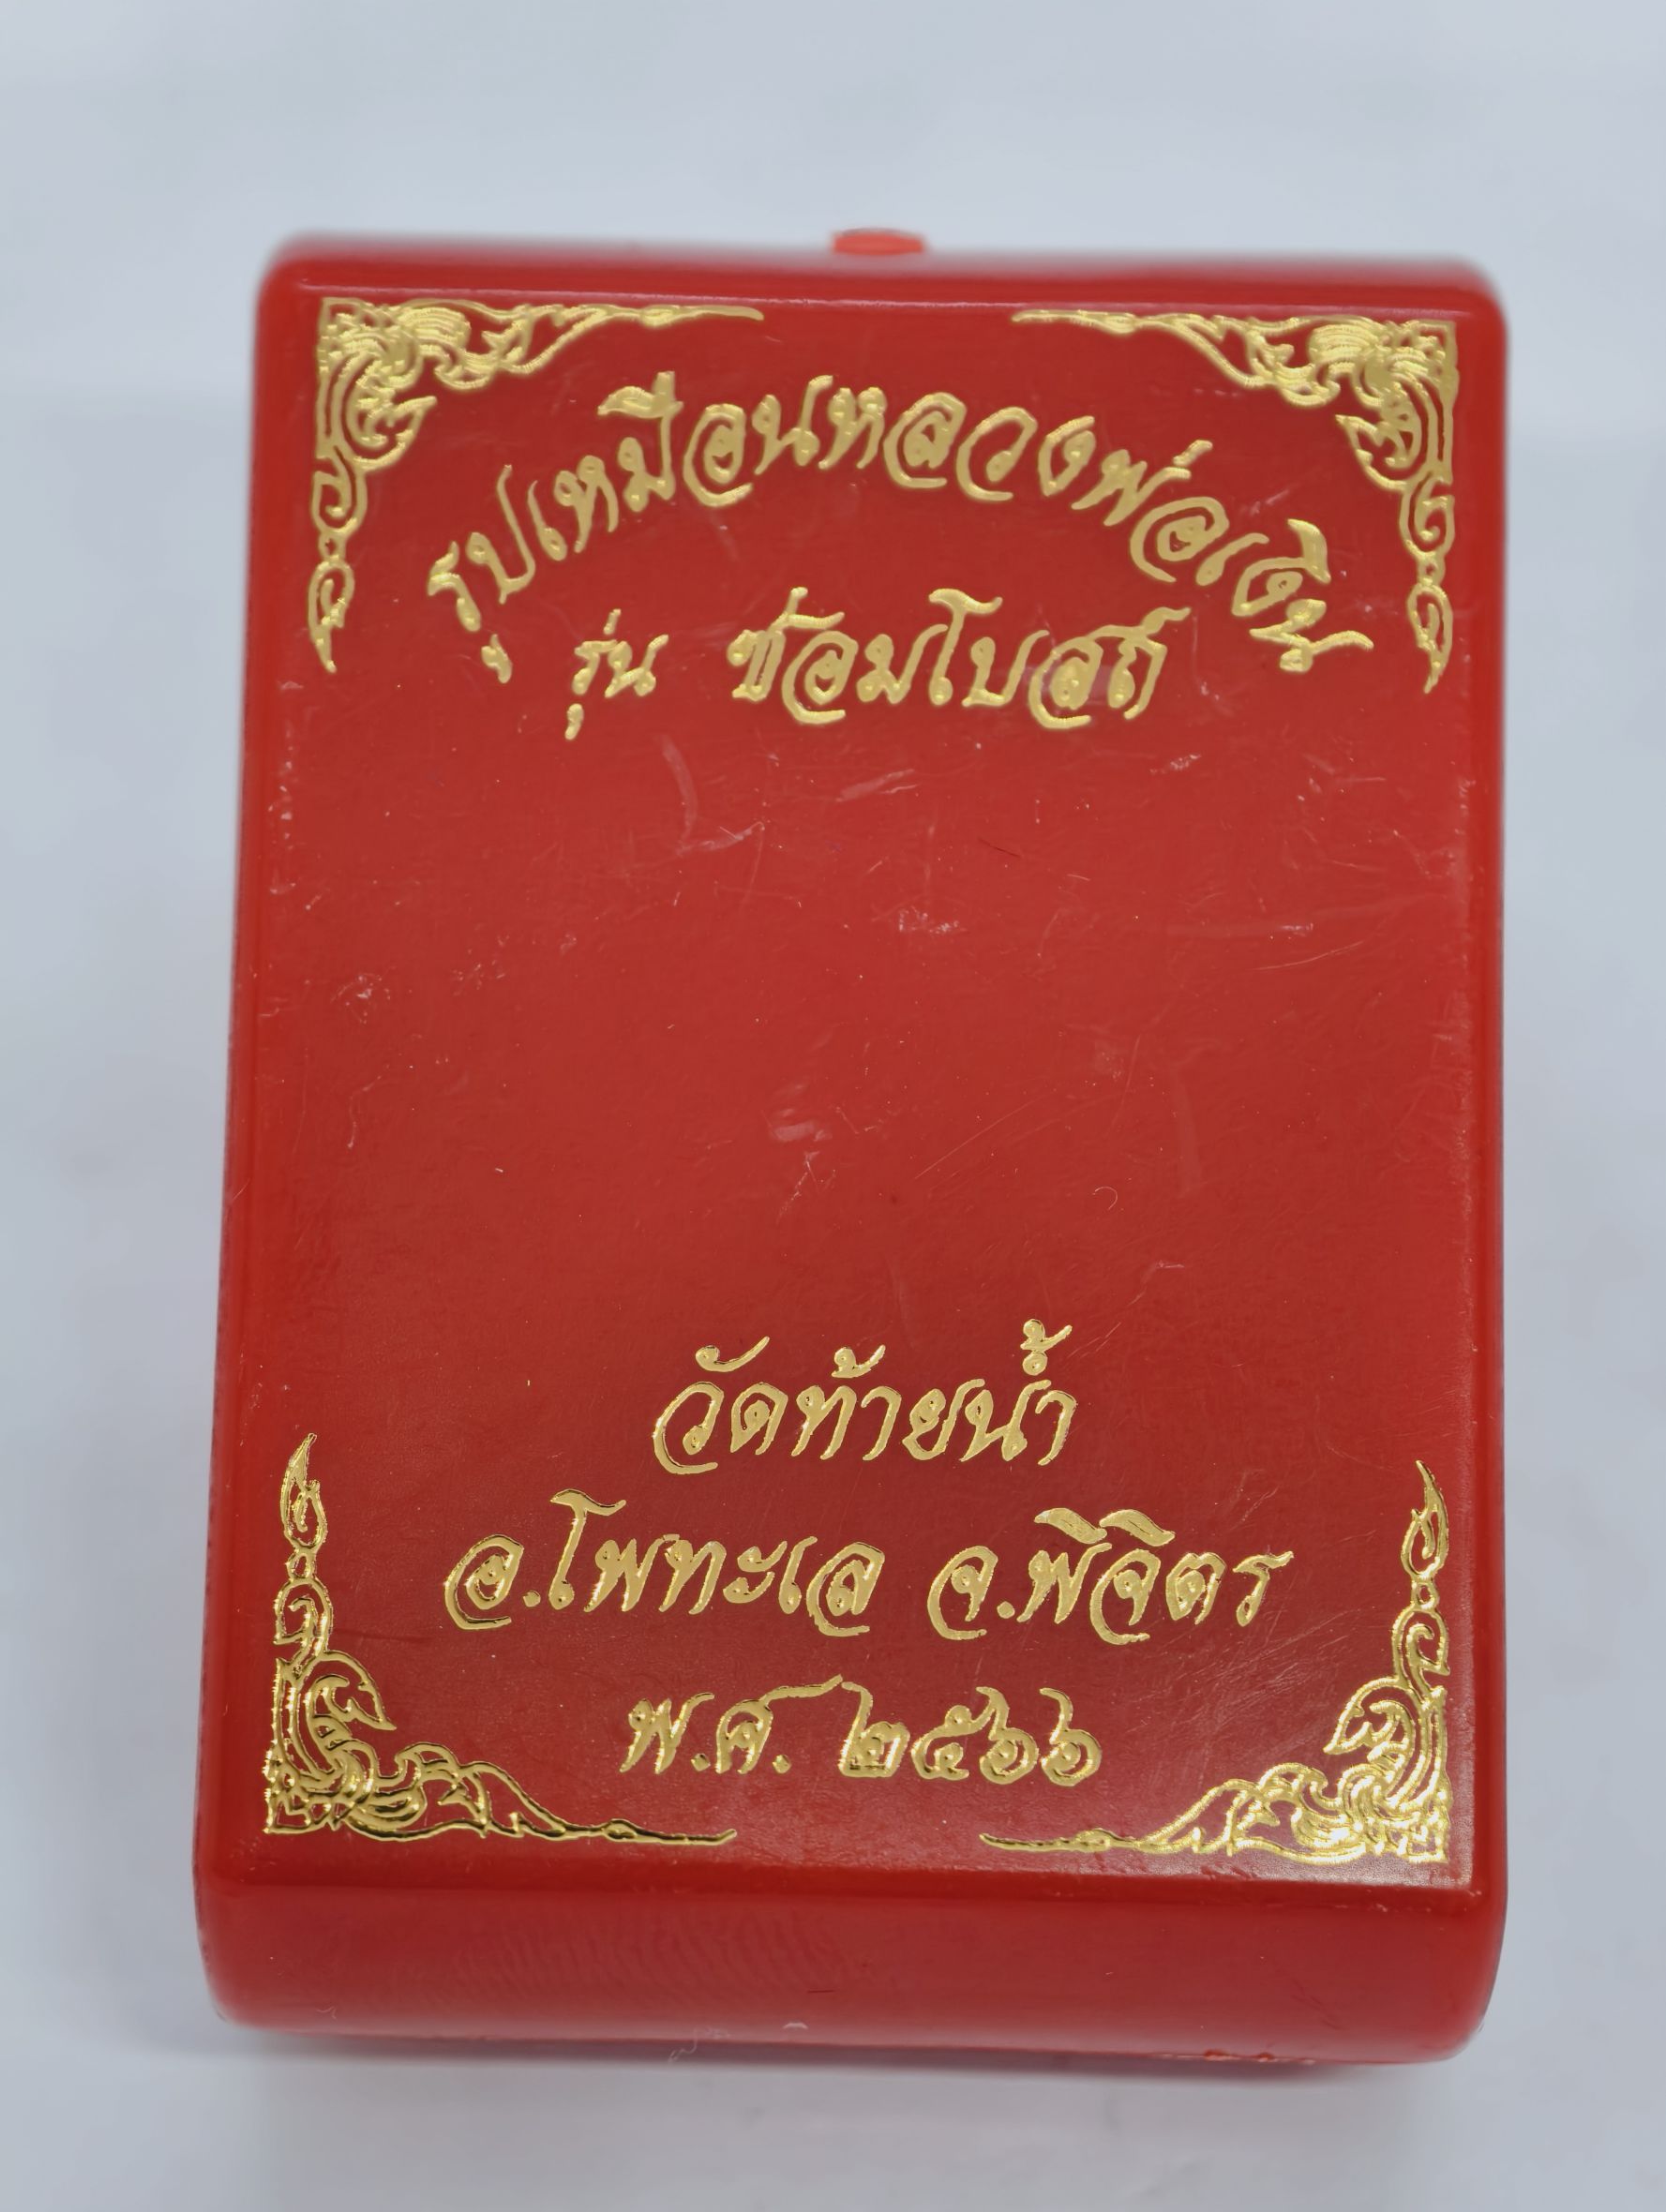 รูปเหมือนหลวงพ่อเงิน
รุ่น ซ่อมโบสถ์
วัดท้ายน้ำ
อ.โพทะเล จ.พิจิตร
พ.ศ. ๒๕๖๖